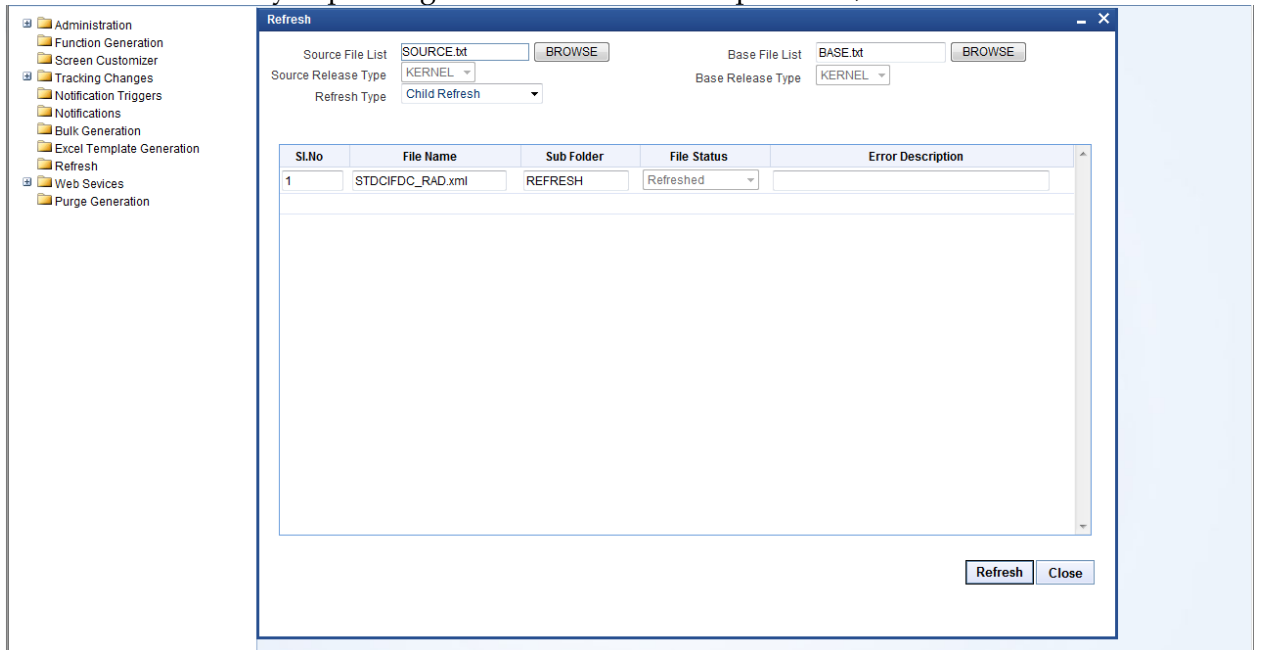 Administration
Function Generation
Screen Customizer
Tracking Changes
Notification Triggers
Notifications
Bulk Generation
Excel Template Generation
Refresh
Web Sevices
Purge Generation
Refresh
Source File List SOURCE.txt BROWSE Base File List BASE.txt BROWSE
Source Release Type KERNEL Base Release Type KERNEL
Refresh Type Child Refresh
Sl.No File Name Sub Folder File Status Error Description
1 STDCIFDC_RAD.xml REFRESH Refreshed
Refresh Close